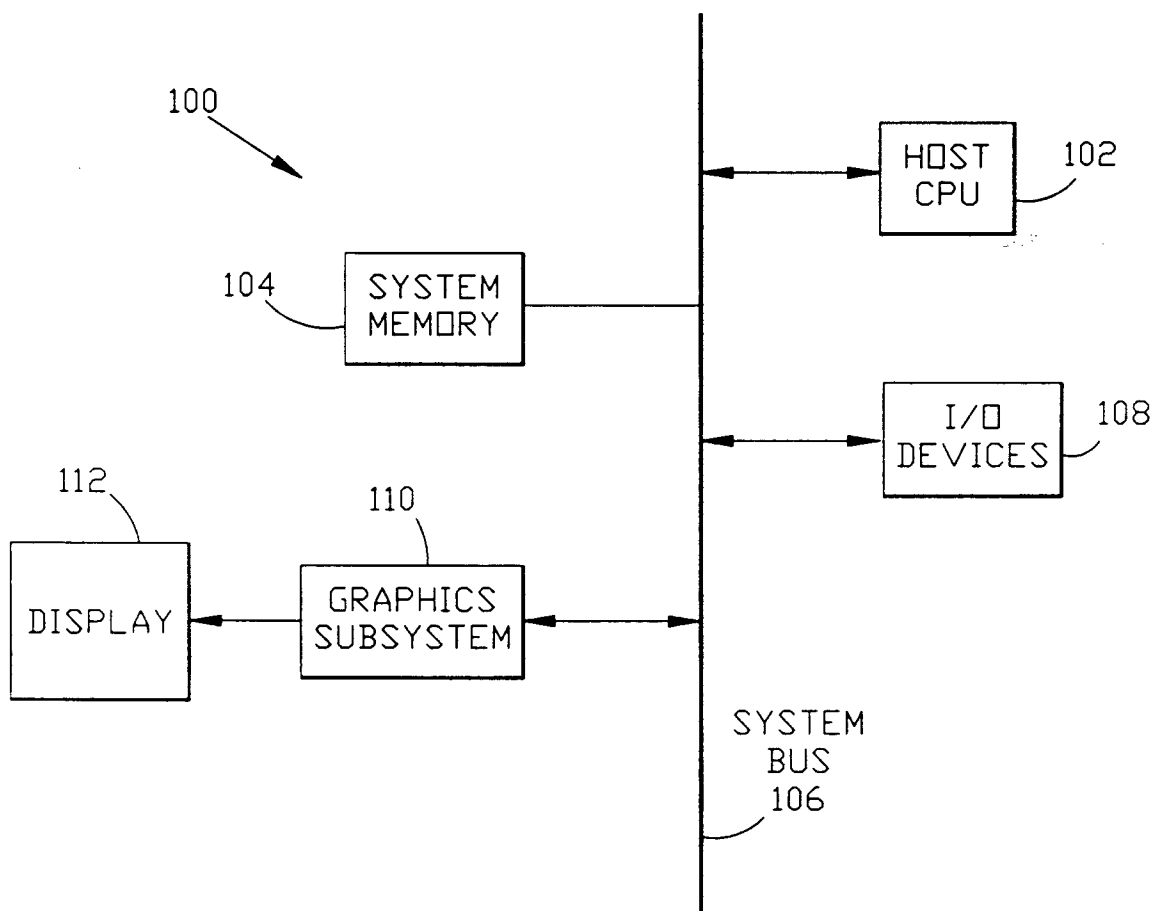 100
HOST
CPU
102
104
SYSTEM
MEMORY
I/O
DEVICES
108
112
110
DISPLAY
GRAPHICS
SUBSYSTEM
SYSTEM
BUS
106